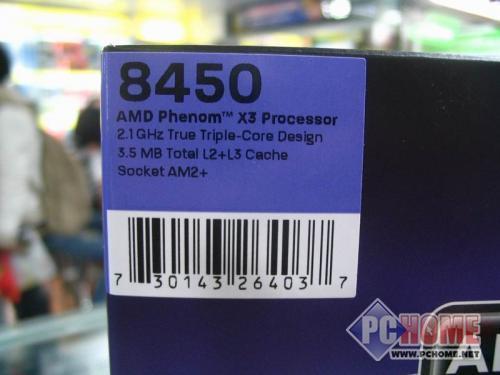 8450
AMD Phenom™ X3 Processor
2.1 GHz True Triple-Core Design
3.5 MB Total L2+L3 Cache
Socket AM2+
7 30143 26403 7
PCHOME
WWW.PCHOME.NET